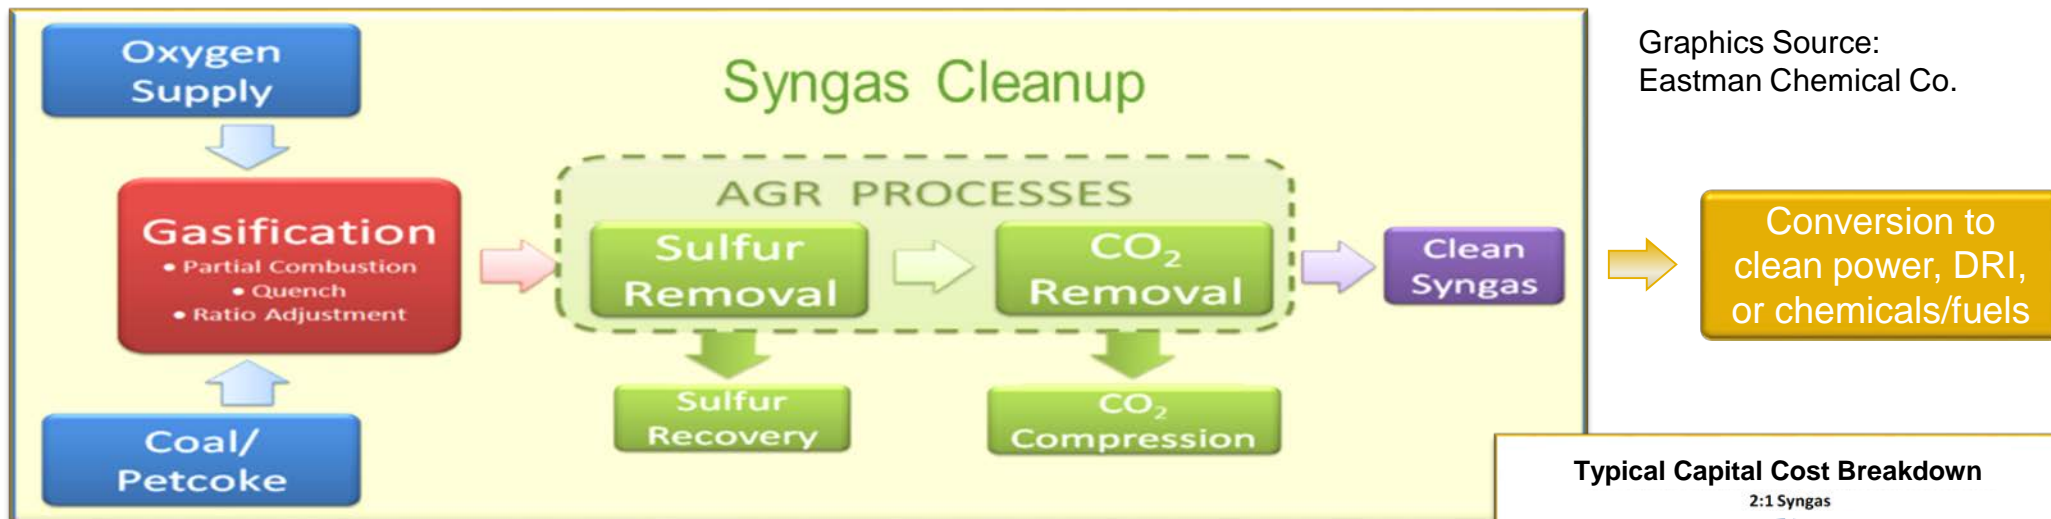 Oxygen
Supply
Syngas Cleanup
Graphics Source:
Eastman Chemical Co.
AGR PROCESSES
Gasification
• Partial Combustion
• Quench
• Ratio Adjustment
Sulfur
Removal
CO₂
Removal
Clean
Syngas
Conversion to
clean power, DRI,
or chemicals/fuels
Sulfur
Recovery
CO₂
Compression
Coal/
Petcoke
Typical Capital Cost Breakdown
2:1 Syngas